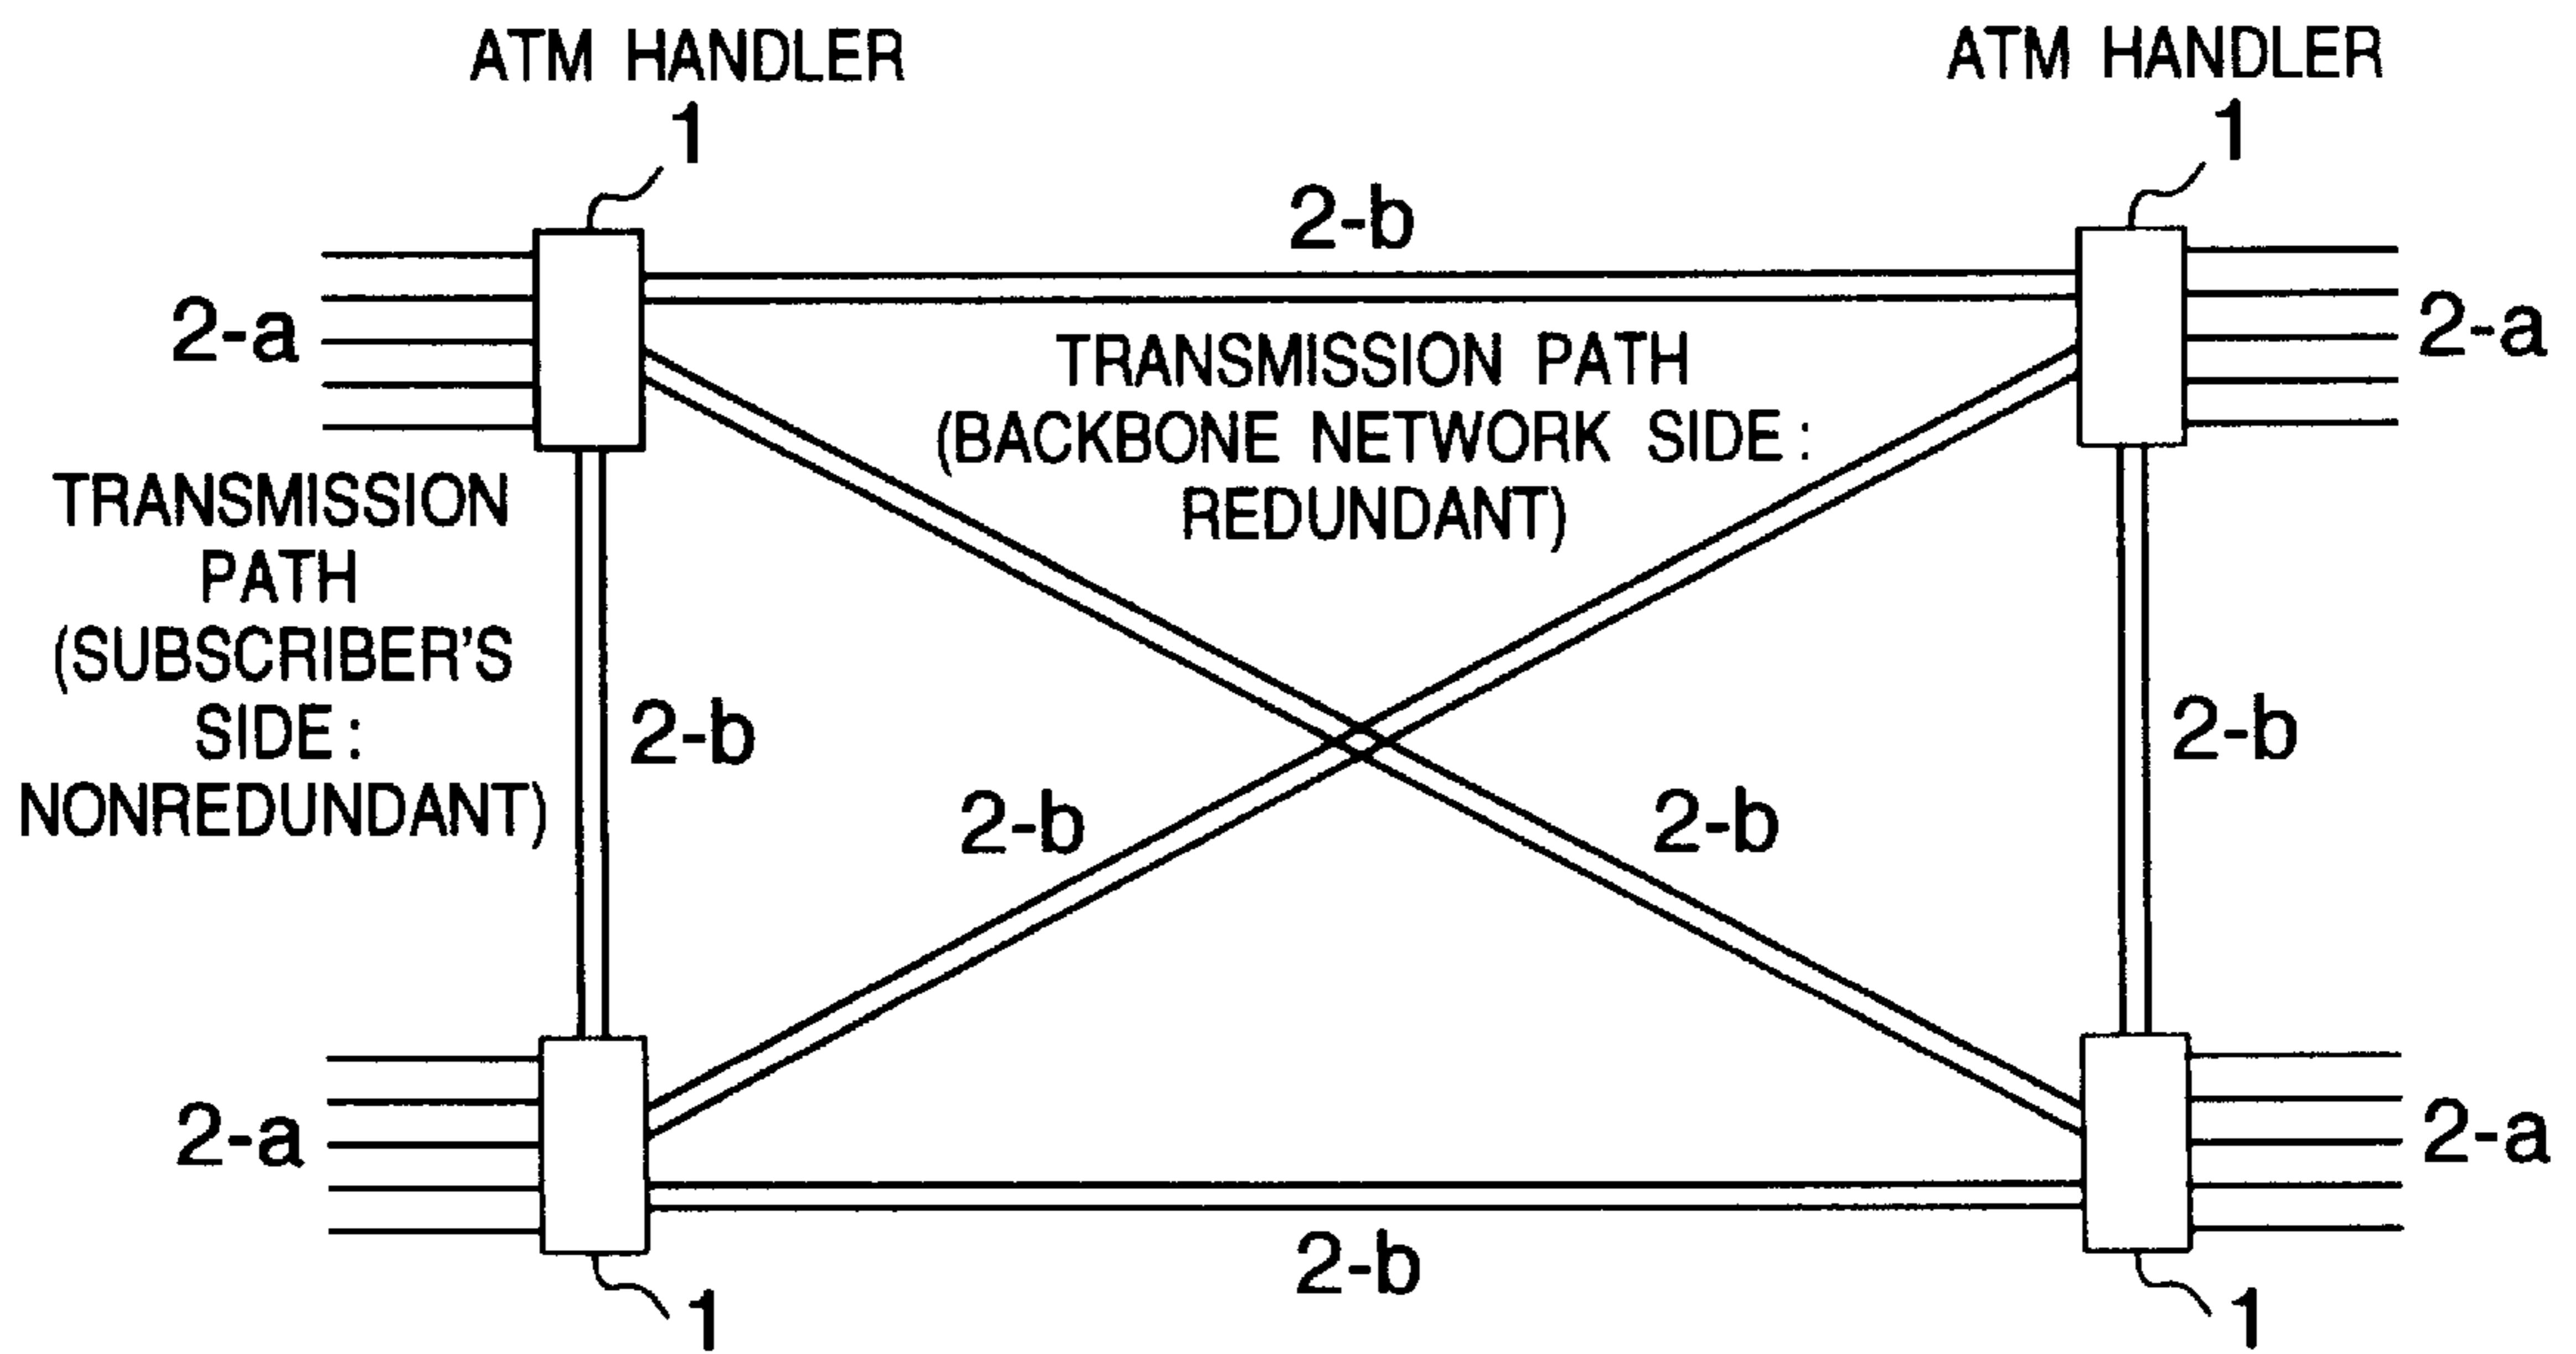 ATM HANDLER
ATM HANDLER
1
1
2-b
2-a
2-a
TRANSMISSION PATH
(BACKBONE NETWORK SIDE :
REDUNDANT)
TRANSMISSION
PATH
(SUBSCRIBER'S
SIDE :
NONREDUNDANT)
2-b
2-b
2-b
2-b
2-a
2-a
2-b
1
1